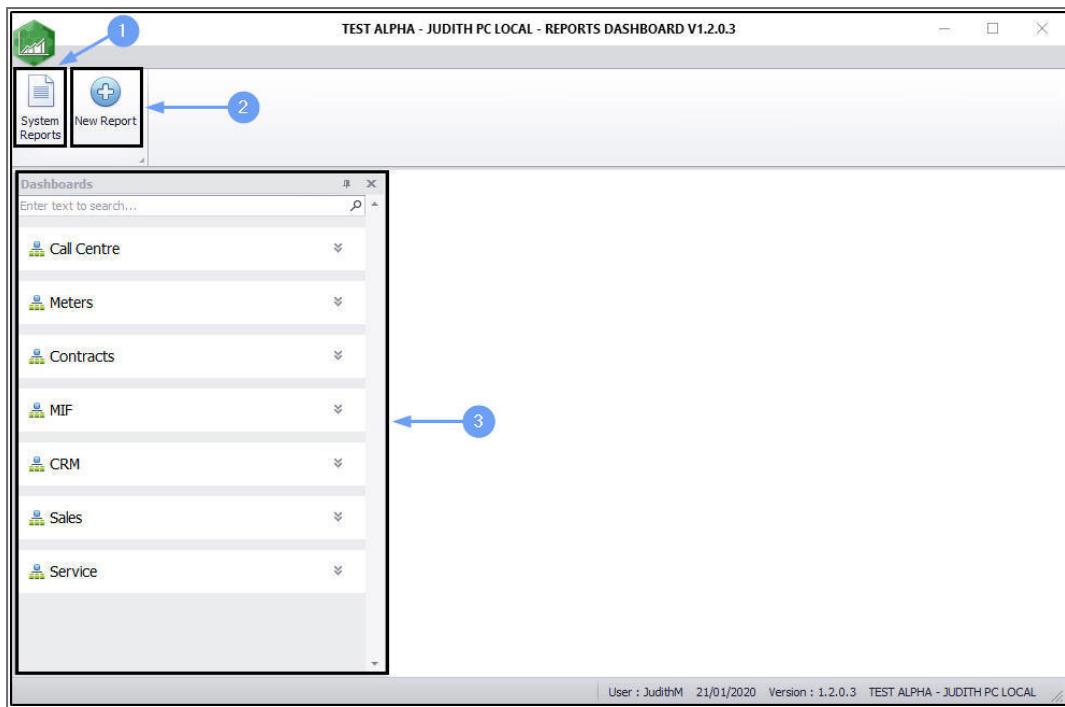 1
TEST ALPHA - JUDITH PC LOCAL - REPORTS DASHBOARD V1.2.0.3
System
Reports
New Report
2
Dashboards
Enter text to search...
Call Centre
Meters
Contracts
MIF
3
CRM
Sales
Service
User : JudithM 21/01/2020 Version : 1.2.0.3 TEST ALPHA - JUDITH PC LOCAL